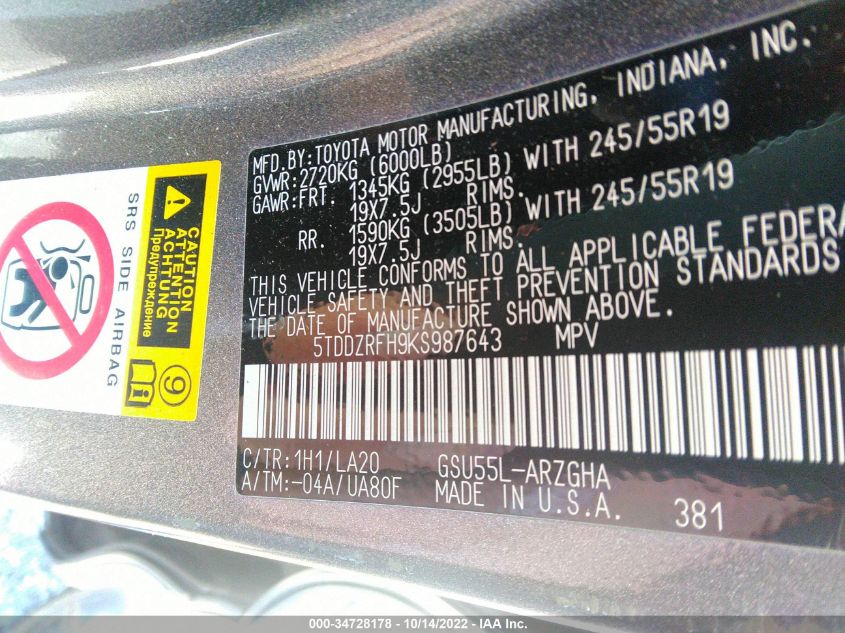 MFD.BY:TOYOTA MOTOR MANUFACTURING, INDIANA, INC.
GVWR:2720KG (6000LB)
GAWR:FRT. 1345KG (2955LB) WITH 245/55R19
19X7.5J RIMS.
RR. 1590KG (3505LB) WITH 245/55R19
19X7.5J RIMS.
THIS VEHICLE CONFORMS TO ALL APPLICABLE FEDERA
VEHICLE SAFETY AND THEFT PREVENTION STANDARDS
THE DATE OF MANUFACTURE SHOWN ABOVE.
5TDDZRFH9KS987643 MPV
C/TR:1H1/LA20 GSU55L-ARZGHA
A/TM:-04A/UA80F MADE IN U.S.A. 381
CAUTION
ATTENTION
ACHTUNG
Предупреждение
SRS SIDE AIRBAG
9
000-34728178 - 10/14/2022 - IAA Inc.